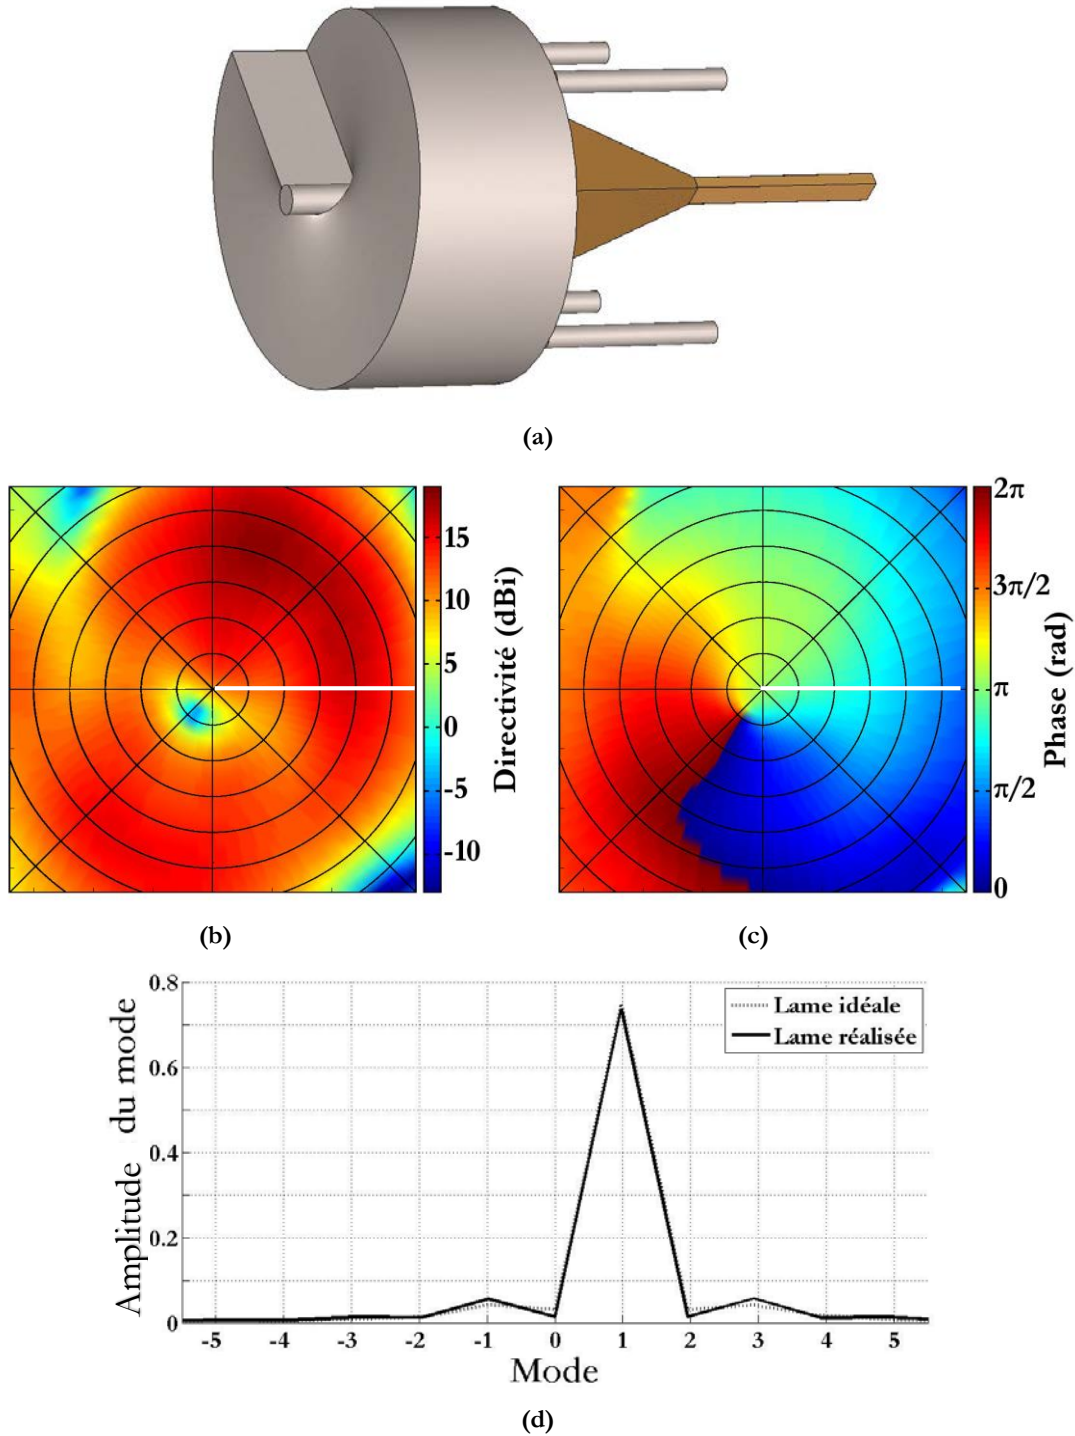 (a)
15
10
5
0
-5
-10
Directivité (dBi)
2π
3π/2
π
π/2
0
Phase (rad)
(b)
(c)
0.8
0.6
0.4
0.2
0
Amplitude du mode
Lame idéale
Lame réalisée
-5 -4 -3 -2 -1 0 1 2 3 4 5
Mode
(d)